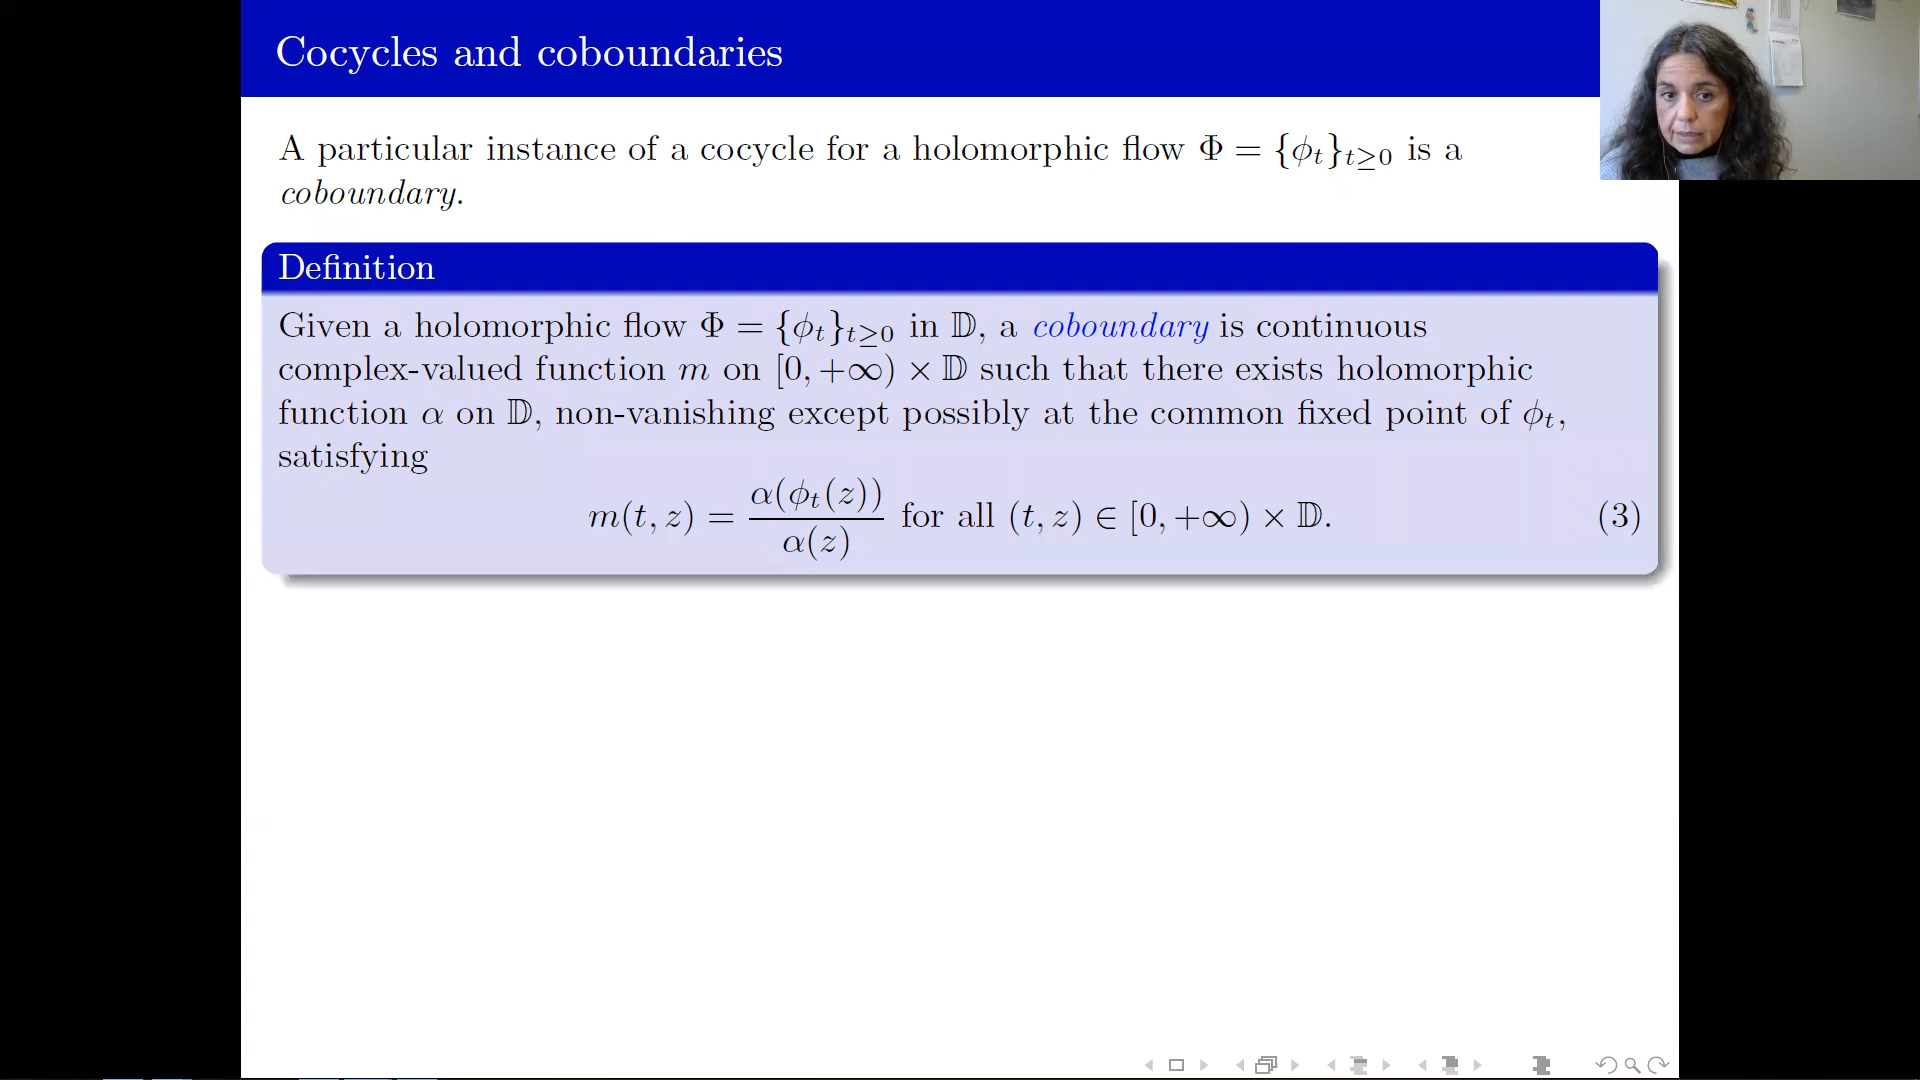 Cocycles and coboundaries
A particular instance of a cocycle for a holomorphic flow Φ = {ϕ_t}_{t≥0} is a
coboundary.
Definition
Given a holomorphic flow Φ = {ϕ_t}_{t≥0} in 𝔻, a coboundary is continuous
complex-valued function m on [0, +∞) × 𝔻 such that there exists holomorphic
function α on 𝔻, non-vanishing except possibly at the common fixed point of ϕ_t,
satisfying
m(t, z) = α(ϕ_t(z)) / α(z) for all (t, z) ∈ [0, +∞) × 𝔻. (3)